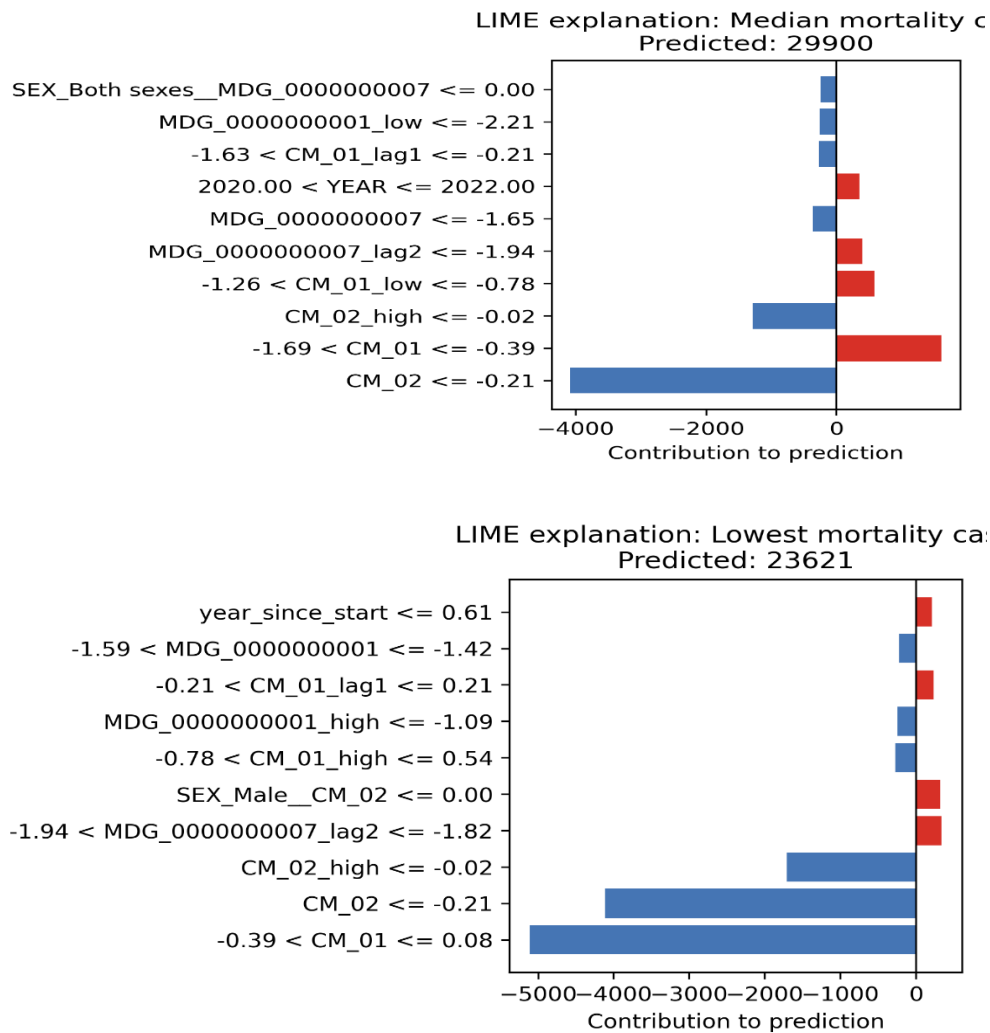 LIME explanation: Median mortality c
Predicted: 29900
SEX_Both sexes__MDG_0000000007 <= 0.00
MDG_0000000001_low <= -2.21
-1.63 < CM_01_lag1 <= -0.21
2020.00 < YEAR <= 2022.00
MDG_0000000007 <= -1.65
MDG_0000000007_lag2 <= -1.94
-1.26 < CM_01_low <= -0.78
CM_02_high <= -0.02
-1.69 < CM_01 <= -0.39
CM_02 <= -0.21
−4000 −2000 0
Contribution to prediction
LIME explanation: Lowest mortality cas
Predicted: 23621
year_since_start <= 0.61
-1.59 < MDG_0000000001 <= -1.42
-0.21 < CM_01_lag1 <= 0.21
MDG_0000000001_high <= -1.09
-0.78 < CM_01_high <= 0.54
SEX_Male__CM_02 <= 0.00
-1.94 < MDG_0000000007_lag2 <= -1.82
CM_02_high <= -0.02
CM_02 <= -0.21
-0.39 < CM_01 <= 0.08
−5000−4000−3000−2000−1000 0
Contribution to prediction